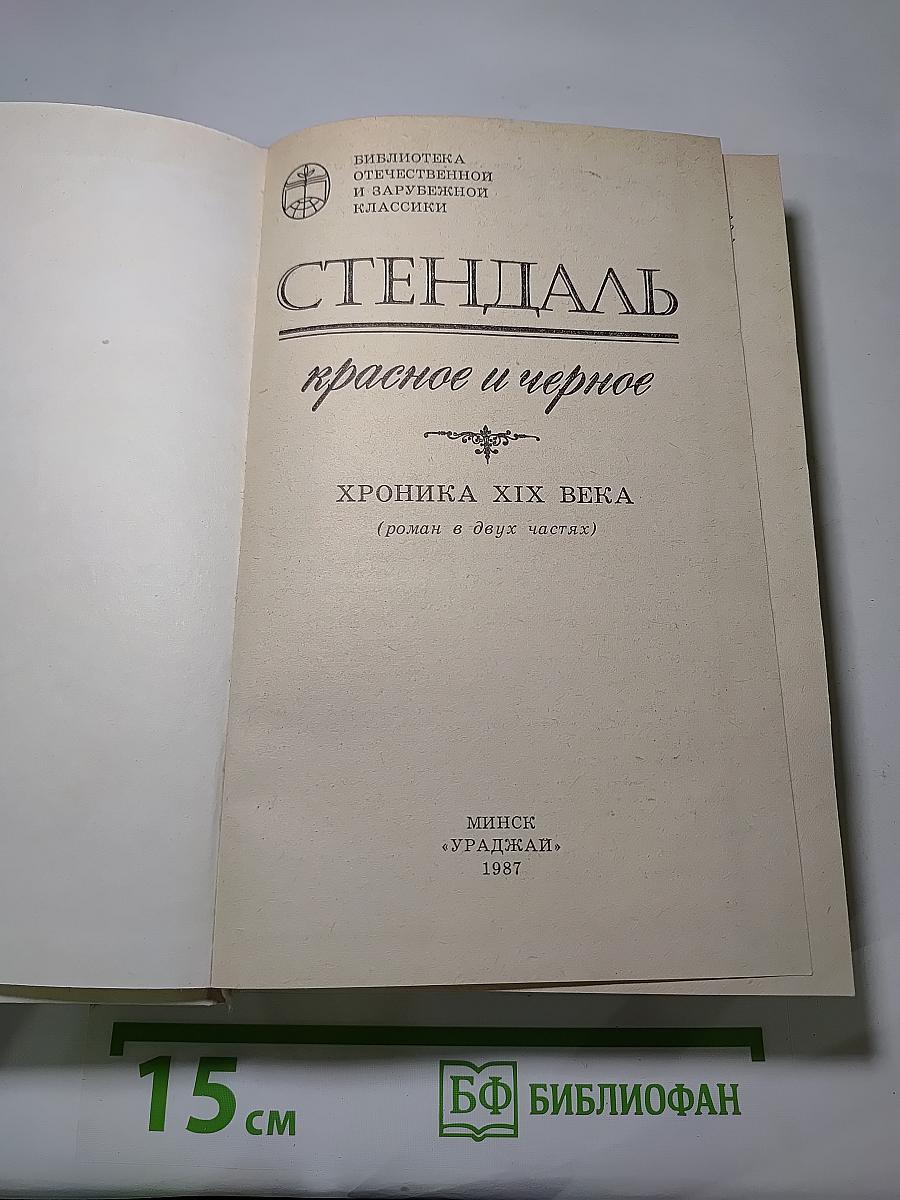 БИБЛИОТЕКА
ОТЕЧЕСТВЕННОЙ
И ЗАРУБЕЖНОЙ
КЛАССИКИ
СТЕНДАЛЬ
красное и черное
ХРОНИКА XIX ВЕКА
(роман в двух частях)
МИНСК
«УРАДЖАЙ»
1987
15 см
БФ БИБЛИОФАН